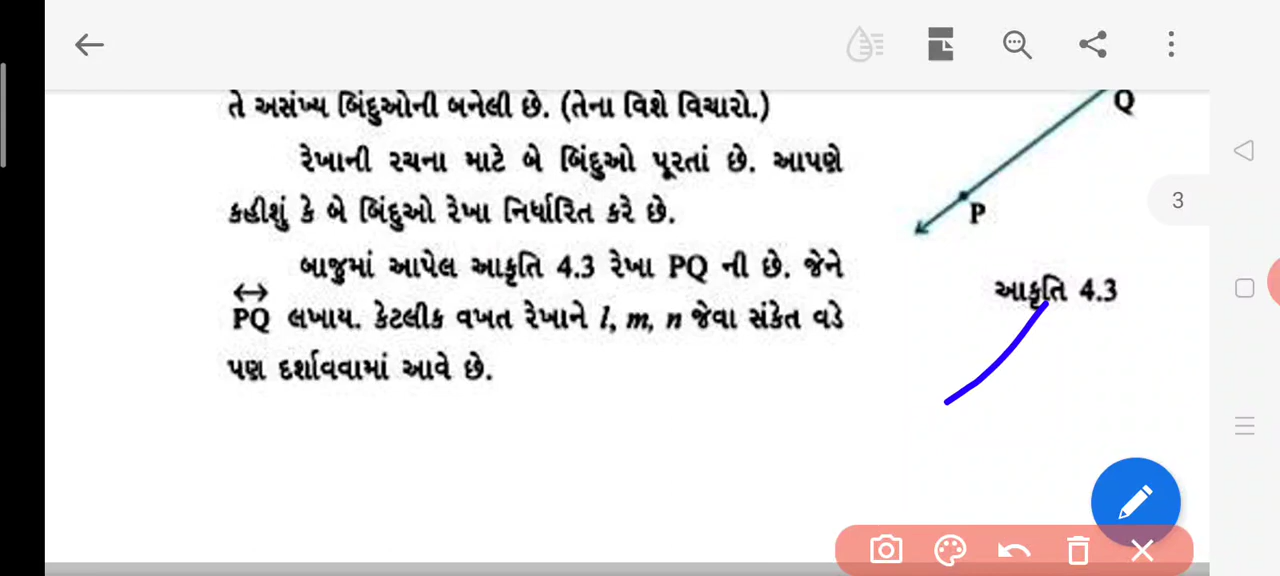 તે અસંખ્ય બિંદુઓની બનેલી છે. (તેના વિશે વિચારો.)
રેખાની રચના માટે બે બિંદુઓ પૂરતાં છે. આપણે
કહીશું કે બે બિંદુઓ રેખા નિર્ધારિત કરે છે.
બાજુમાં આપેલ આકૃતિ 4.3 રેખા PQ ની છે. જેને
↔
PQ લખાય. કેટલીક વખત રેખાને l, m, n જેવા સંકેત વડે
પણ દર્શાવવામાં આવે છે.
Q
P
આકૃતિ 4.3
3